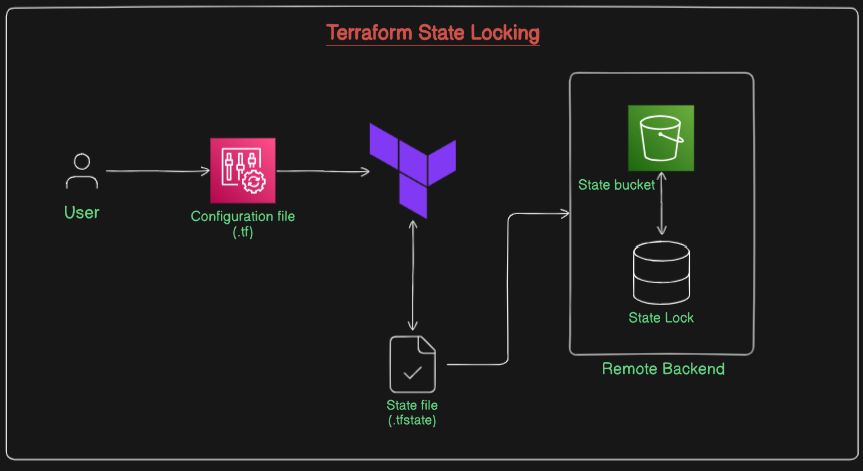 Terraform State Locking
User
Configuration file
(.tf)
State file
(.tfstate)
State bucket
State Lock
Remote Backend